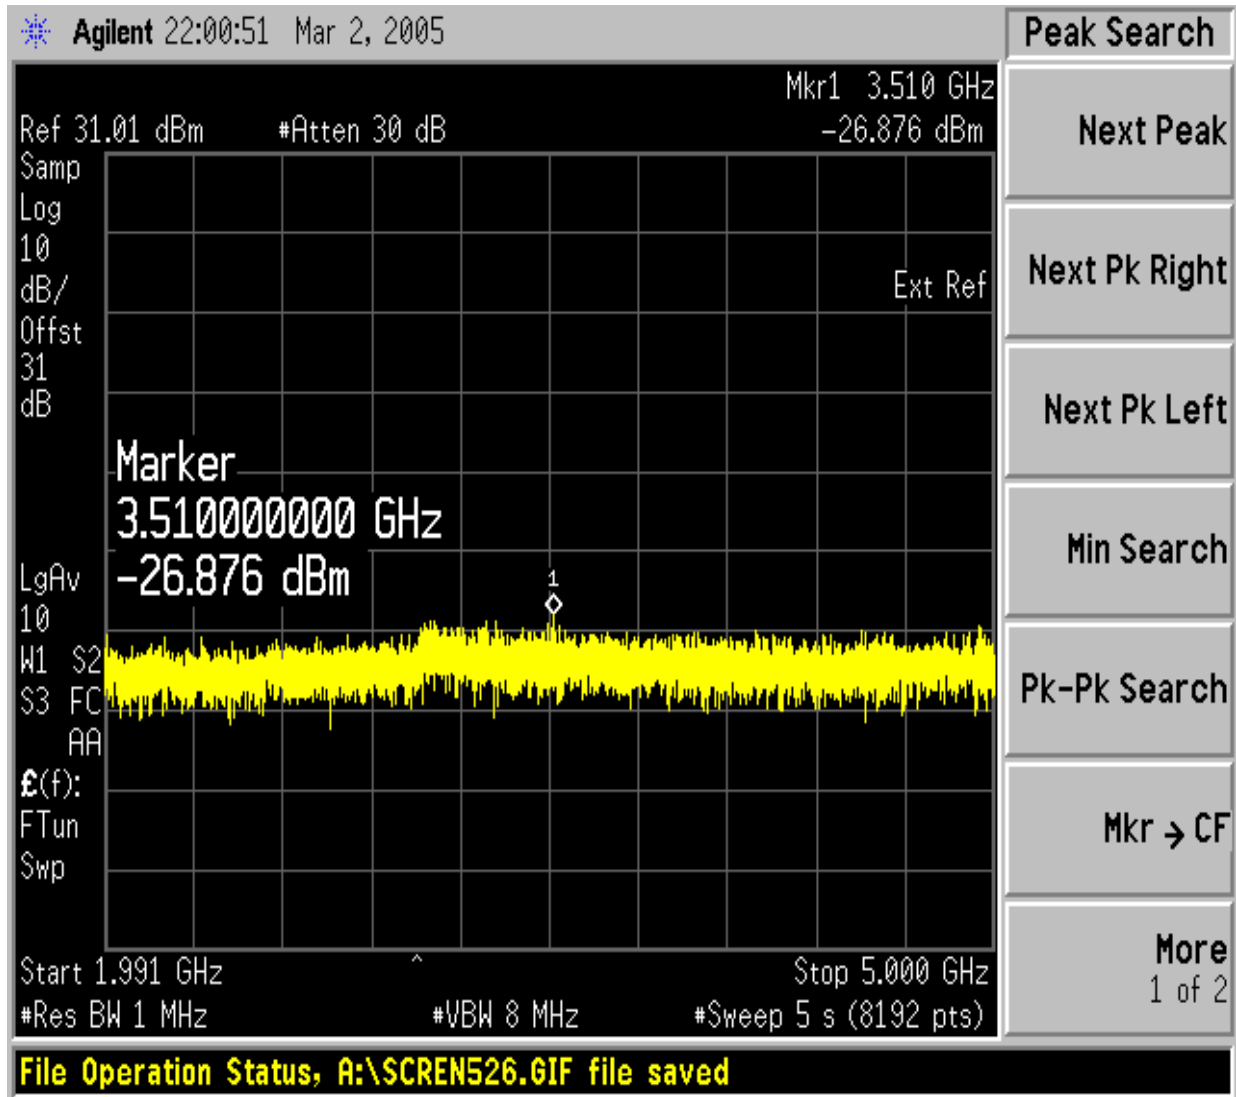 Agilent 22:00:51 Mar 2, 2005
Peak Search
Mkr1 3.510 GHz
Ref 31.01 dBm #Atten 30 dB -26.876 dBm
Samp
Log
10
dB/
Offst
31
dB
Ext Ref
Marker
3.510000000 GHz
-26.876 dBm
1
LgAv
10
W1 S2
S3 FC
AA
£(f):
FTun
Swp
Start 1.991 GHz ^ Stop 5.000 GHz
#Res BW 1 MHz #VBW 8 MHz #Sweep 5 s (8192 pts)
Next Peak
Next Pk Right
Next Pk Left
Min Search
Pk-Pk Search
Mkr → CF
More
1 of 2
File Operation Status, A:\SCREN526.GIF file saved